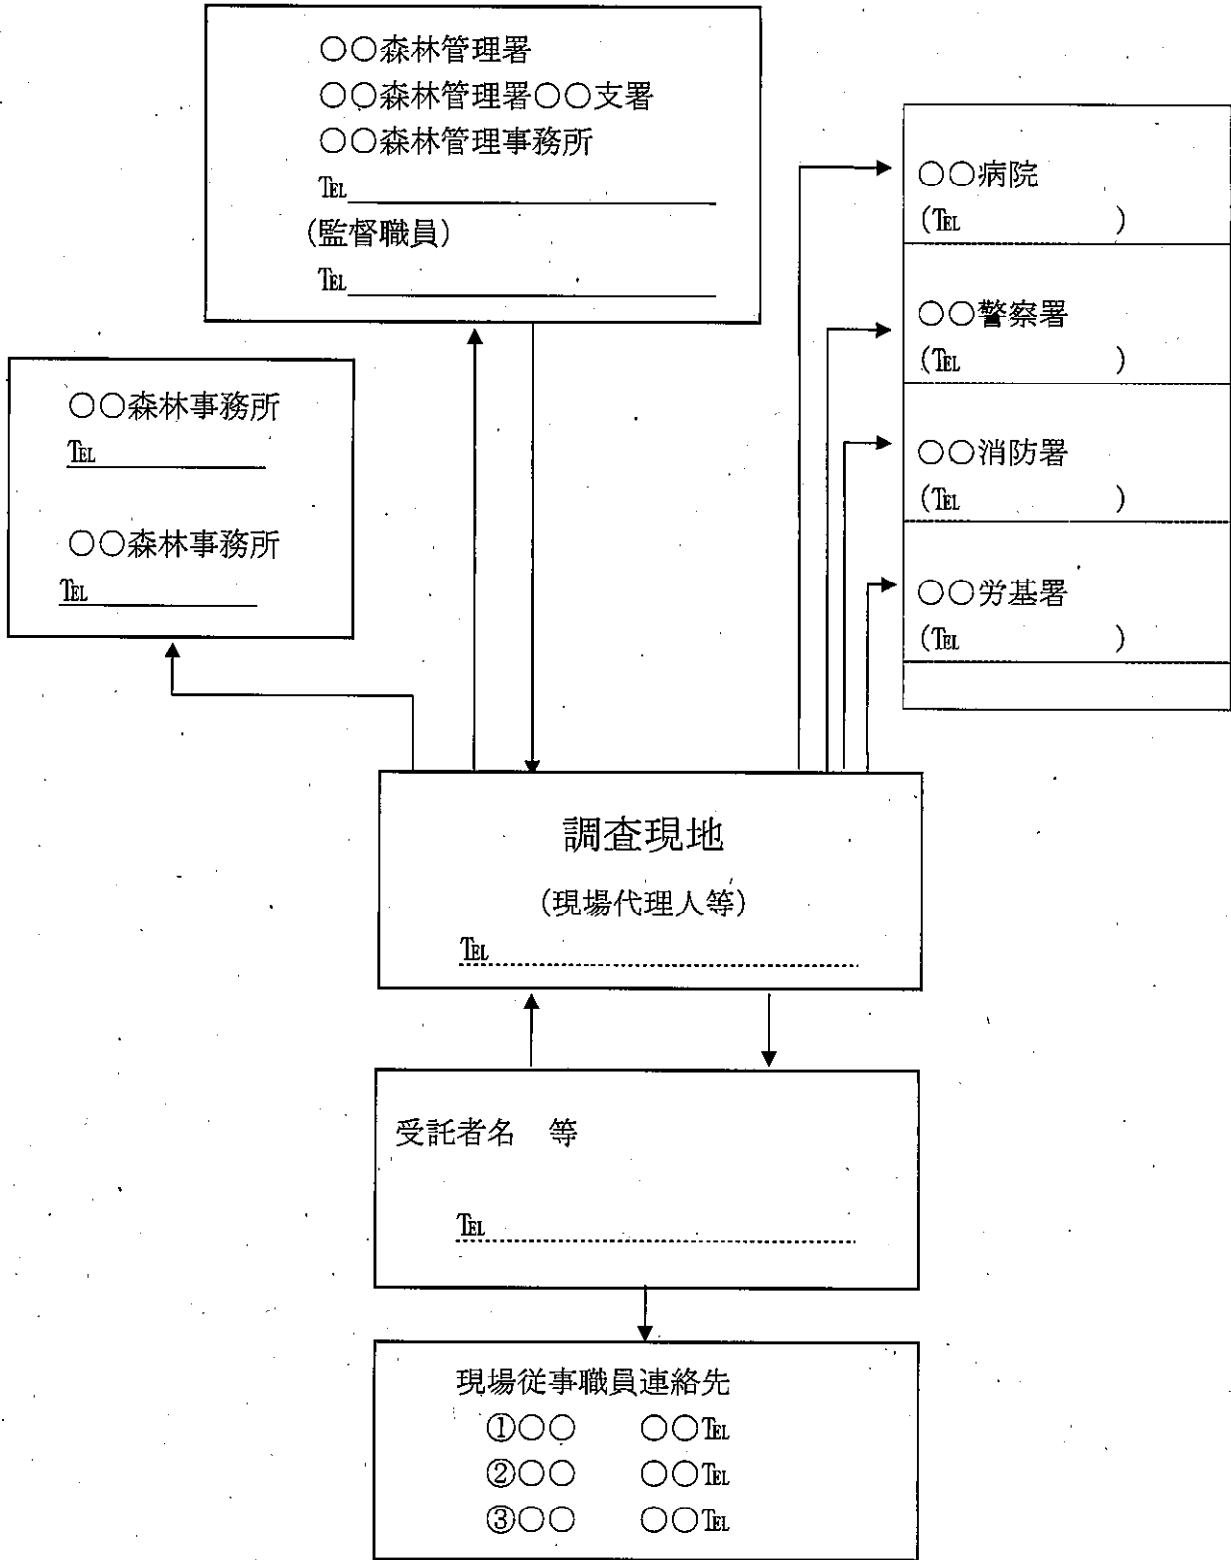 ○○森林管理署
○○森林管理署○○支署
○○森林管理事務所
℡
(監督職員)
℡
○○森林事務所
℡
○○森林事務所
℡
○○病院
(℡ )
○○警察署
(℡ )
○○消防署
(℡ )
○○労基署
(℡ )
調査現地
(現場代理人等)
℡
受託者名 等
℡
現場従事職員連絡先
①○○ ○○℡
②○○ ○○℡
③○○ ○○℡